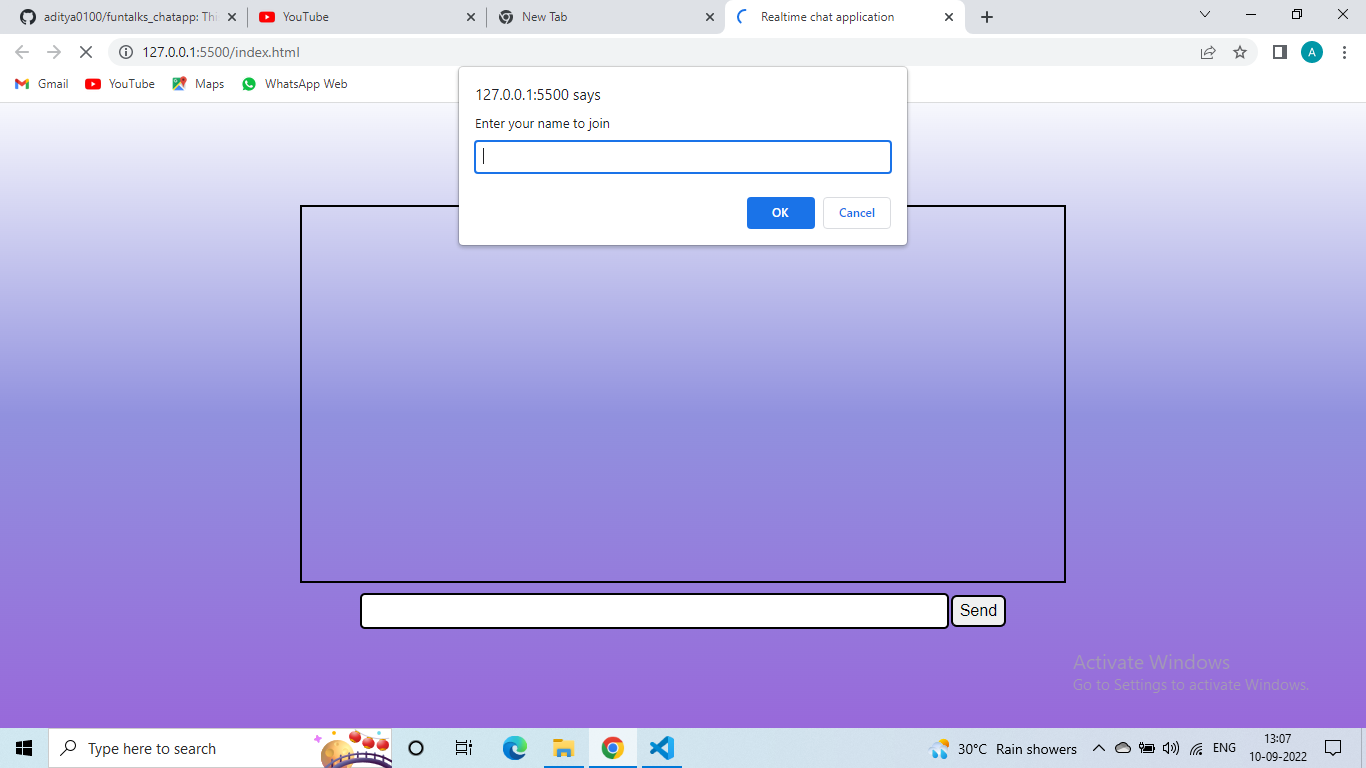 aditya0100/funtalks_chatapp: Thi
YouTube
New Tab
Realtime chat application
127.0.0.1:5500/index.html
A
Gmail
YouTube
Maps
WhatsApp Web
127.0.0.1:5500 says
Enter your name to join
OK
Cancel
Send
Activate Windows
Go to Settings to activate Windows.
Type here to search
30°C Rain showers
ENG
13:07
10-09-2022